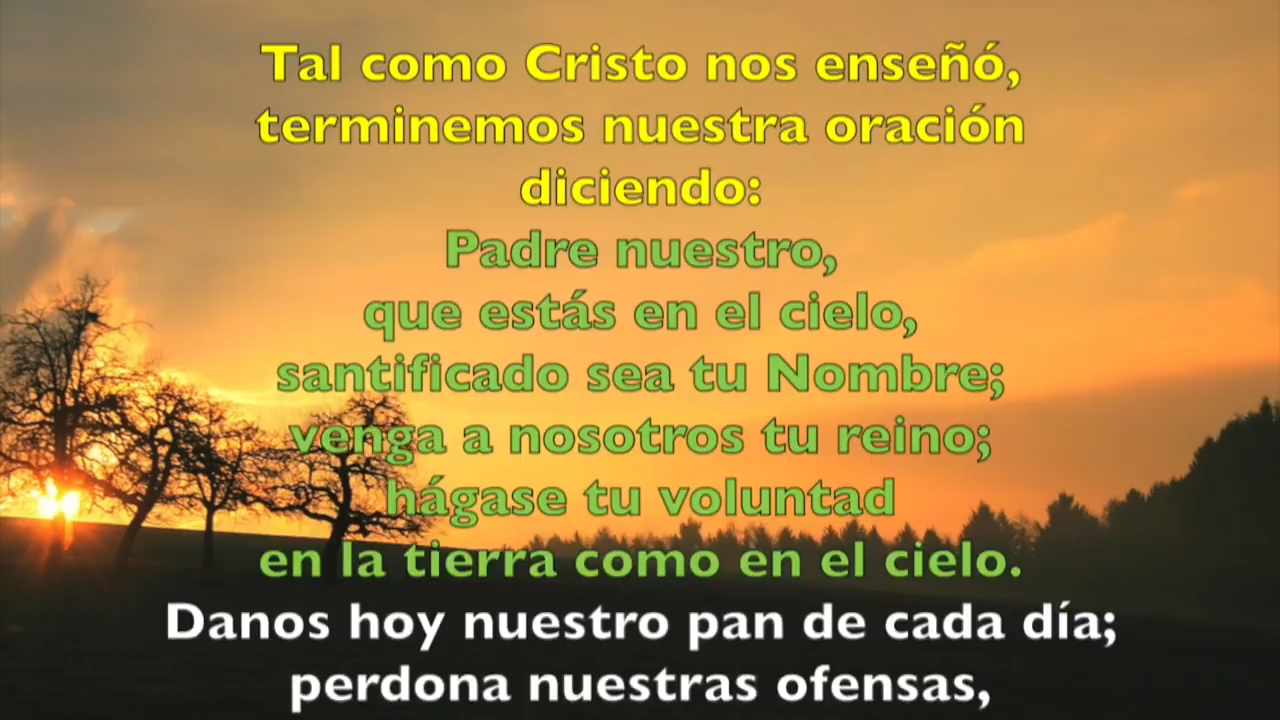 Tal como Cristo nos enseñó,
terminemos nuestra oración
diciendo:
Padre nuestro,
que estás en el cielo,
santificado sea tu Nombre;
venga a nosotros tu reino;
hágase tu voluntad
en la tierra como en el cielo.
Danos hoy nuestro pan de cada día;
perdona nuestras ofensas,